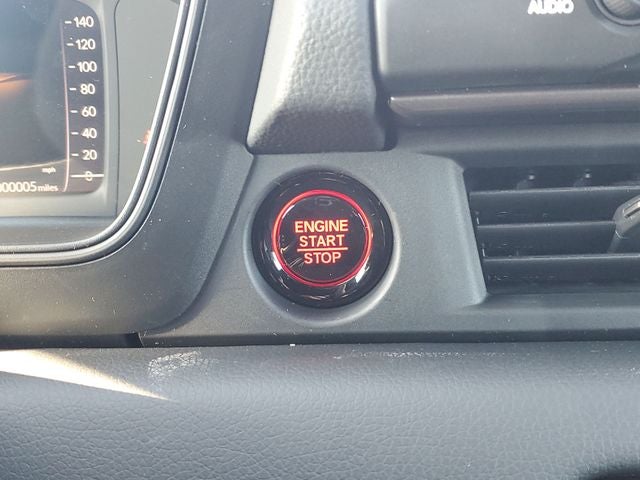 AUDIO
140
120
100
80
60
40
20
0
mph
000005 miles
ENGINE
START
STOP